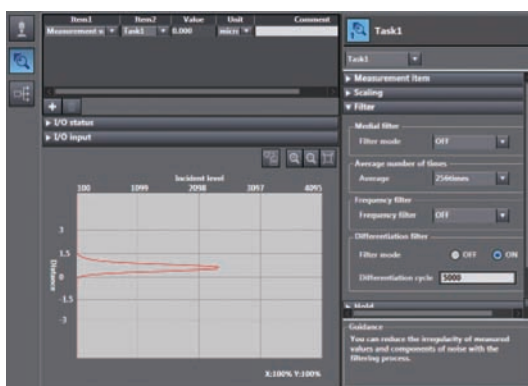 Item1 Item2 Value Unit Comment
Measurement v Task1 0.000 micr
I/O status
I/O input
Incident level
100 1099 2098 3097 4095
Distance
3
1.5
0
-1.5
-3
X:100% Y:100%
Task1
Task1
Measurement Item
Scaling
Filter
Medial filter
Filter mode OFF
Average number of times
Average 256times
Frequency filter
Frequency filter OFF
Differentiation filter
Filter mode OFF ON
Differentiation cycle 5000
Hold
Guidance
You can reduce the irregularity of measured
values and components of noise with the
filtering process.